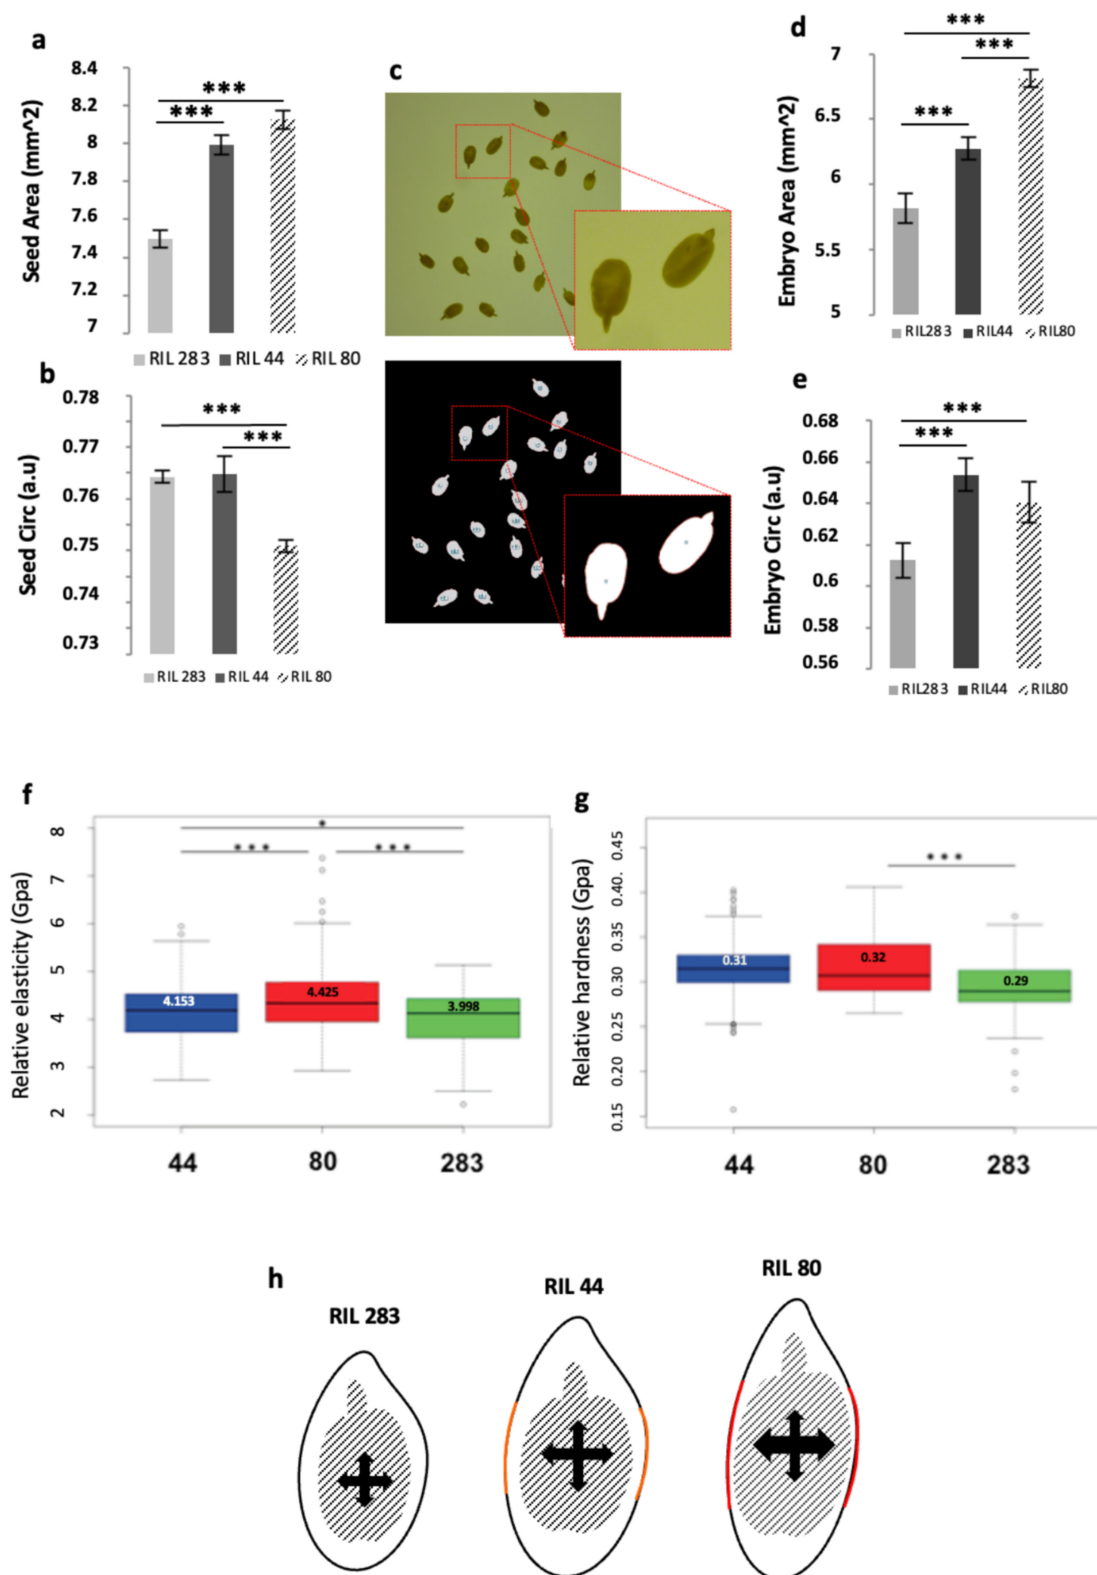 a
Seed Area (mm^2)
8.4
8.2
8
7.8
7.6
7.4
7.2
7
***
***
RIL 283 RIL 44 RIL 80
b
Seed Circ (a.u)
0.78
0.77
0.76
0.75
0.74
0.73
***
***
RIL 283 RIL 44 RIL 80
c
d
Embryo Area (mm^2)
7
6.5
6
5.5
5
***
***
***
RIL283 RIL44 RIL80
e
Embryo Circ (a.u)
0.68
0.66
0.64
0.62
0.6
0.58
0.56
***
***
RIL283 RIL44 RIL80
f
Relative elasticity (Gpa)
8
7
6
5
4
3
2
*
***
***
4.153
4.425
3.998
44 80 283
g
Relative hardness (Gpa)
0.45
0.40
0.35
0.30
0.25
0.20
0.15
***
0.31
0.32
0.29
44 80 283
h
RIL 283
RIL 44
RIL 80